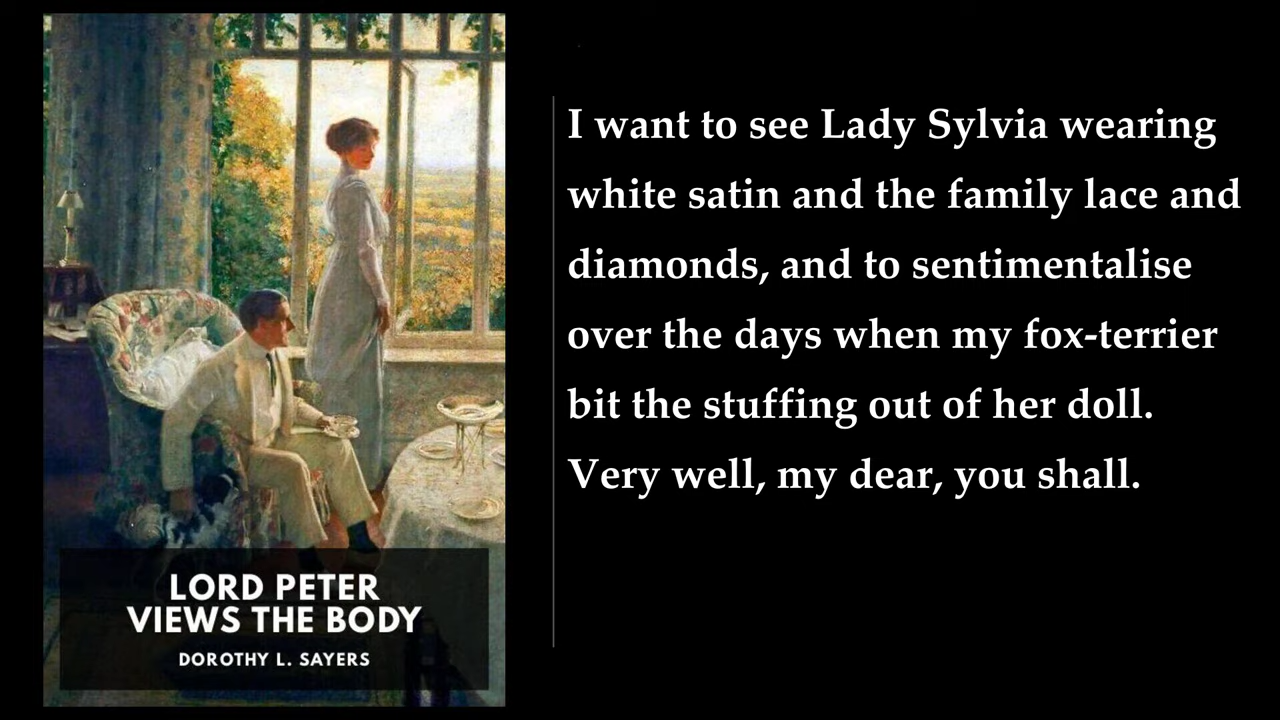 I want to see Lady Sylvia wearing
white satin and the family lace and
diamonds, and to sentimentalise
over the days when my fox-terrier
bit the stuffing out of her doll.
Very well, my dear, you shall.
LORD PETER
VIEWS THE BODY
DOROTHY L. SAYERS